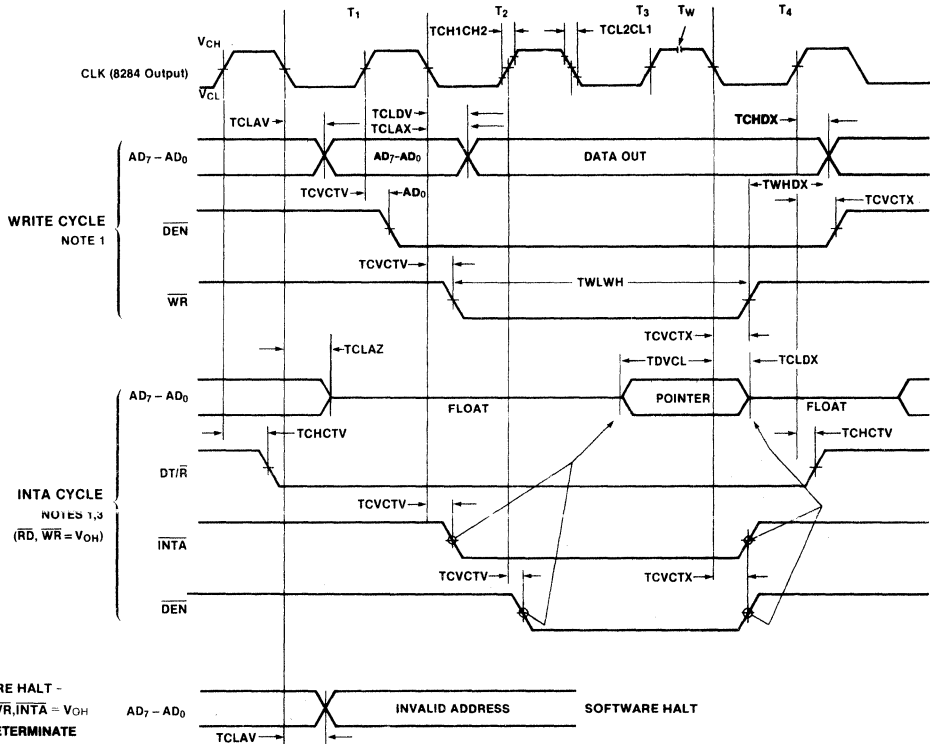 T1 T2 T3 TW T4
TCH1CH2 TCL2CL1
VCH
CLK (8284 Output)
VCL
TCLAV TCLDV TCHDX
TCLAX
AD7 – AD0 AD7-AD0 DATA OUT
TCVCTV AD0 TWHDX
TCVCTX
WRITE CYCLE
NOTE 1
DEN
TCVCTV TWLWH
WR
TCVCTX
TCLAZ TDVCL TCLDX
AD7 – AD0 FLOAT POINTER FLOAT
TCHCTV TCHCTV
DT/R
INTA CYCLE
NOTES 1,3
(RD, WR = VOH)
TCVCTV
INTA
TCVCTV TCVCTX
DEN
RE HALT –
VR, INTA = VOH
ETERMINATE
AD7 – AD0 INVALID ADDRESS SOFTWARE HALT
TCLAV